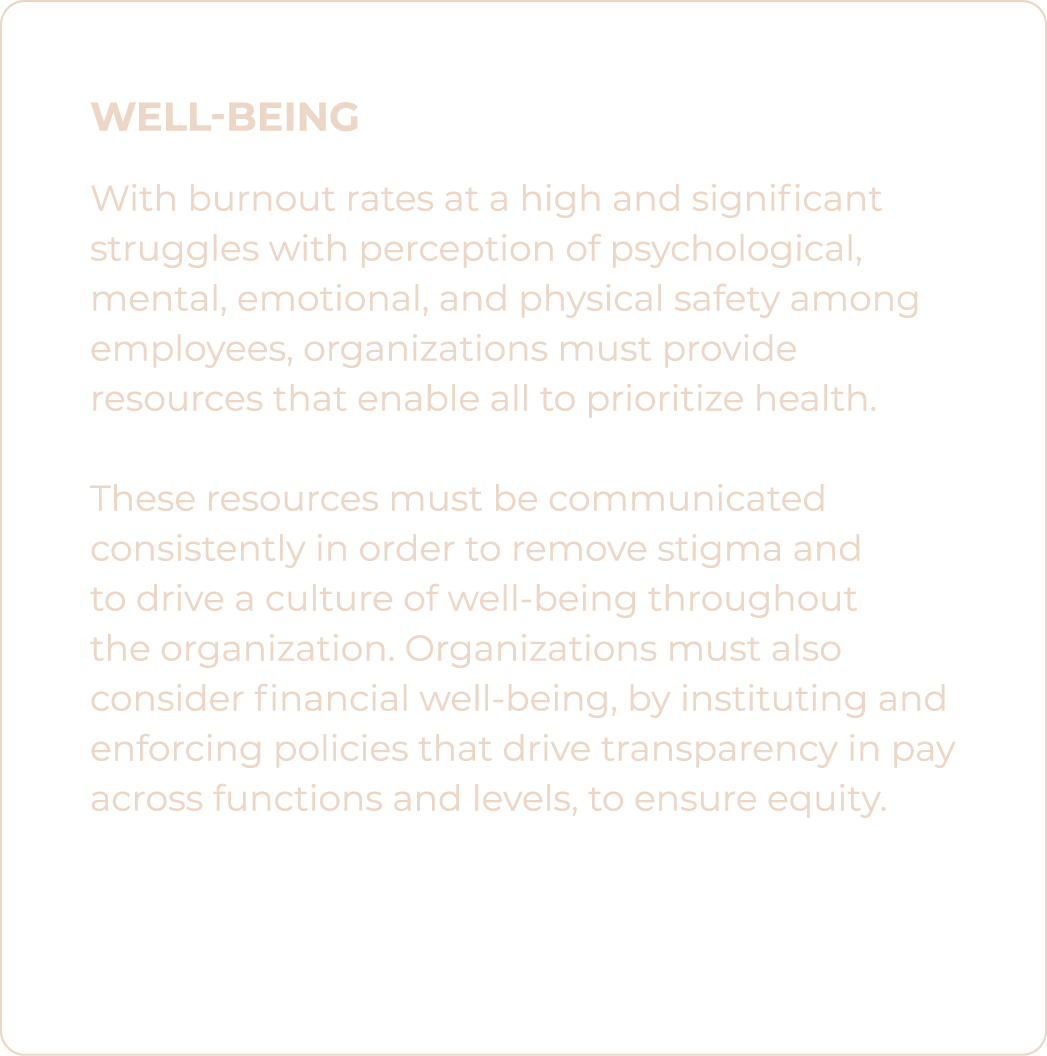 WELL-BEING
With burnout rates at a high and significant
struggles with perception of psychological,
mental, emotional, and physical safety among
employees, organizations must provide
resources that enable all to prioritize health.
These resources must be communicated
consistently in order to remove stigma and
to drive a culture of well-being throughout
the organization. Organizations must also
consider financial well-being, by instituting and
enforcing policies that drive transparency in pay
across functions and levels, to ensure equity.